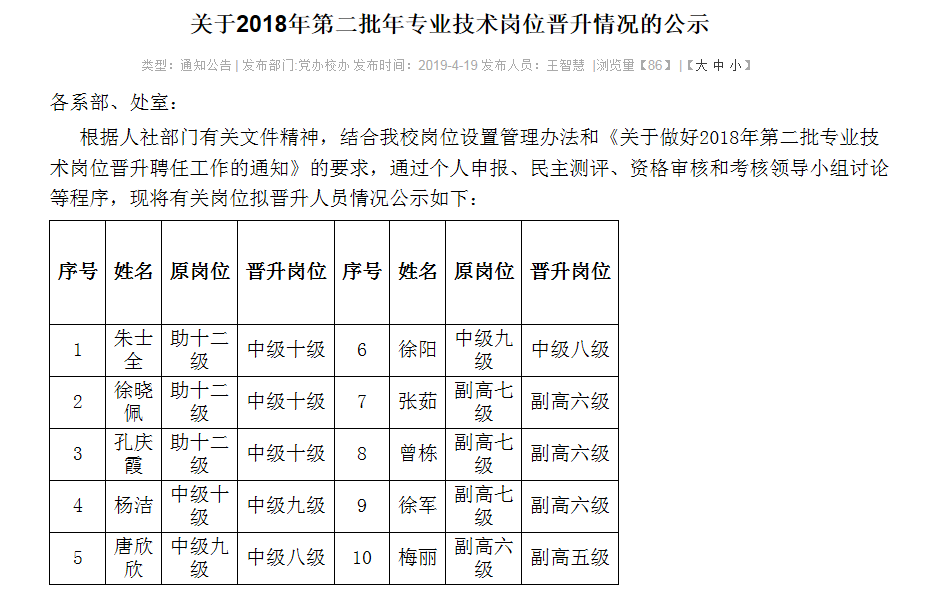 关于2018年第二批年专业技术岗位晋升情况的公示
类型：通知公告 | 发布部门:党办校办 发布时间：2019-4-19 发布人员：王智慧 |浏览量【86】 |【大 中 小】
各系部、处室：
根据人社部门有关文件精神，结合我校岗位设置管理办法和《关于做好2018年第二批专业技
术岗位晋升聘任工作的通知》的要求，通过个人申报、民主测评、资格审核和考核领导小组讨论
等程序，现将有关岗位拟晋升人员情况公示如下：
序号 姓名 原岗位 晋升岗位 序号 姓名 原岗位 晋升岗位
1 朱士全 助十二级 中级十级 6 徐阳 中级九级 中级八级
2 徐晓佩 助十二级 中级十级 7 张茹 副高七级 副高六级
3 孔庆霞 助十二级 中级十级 8 曾栋 副高七级 副高六级
4 杨洁 中级十级 中级九级 9 徐军 副高七级 副高六级
5 唐欣欣 中级九级 中级八级 10 梅丽 副高六级 副高五级